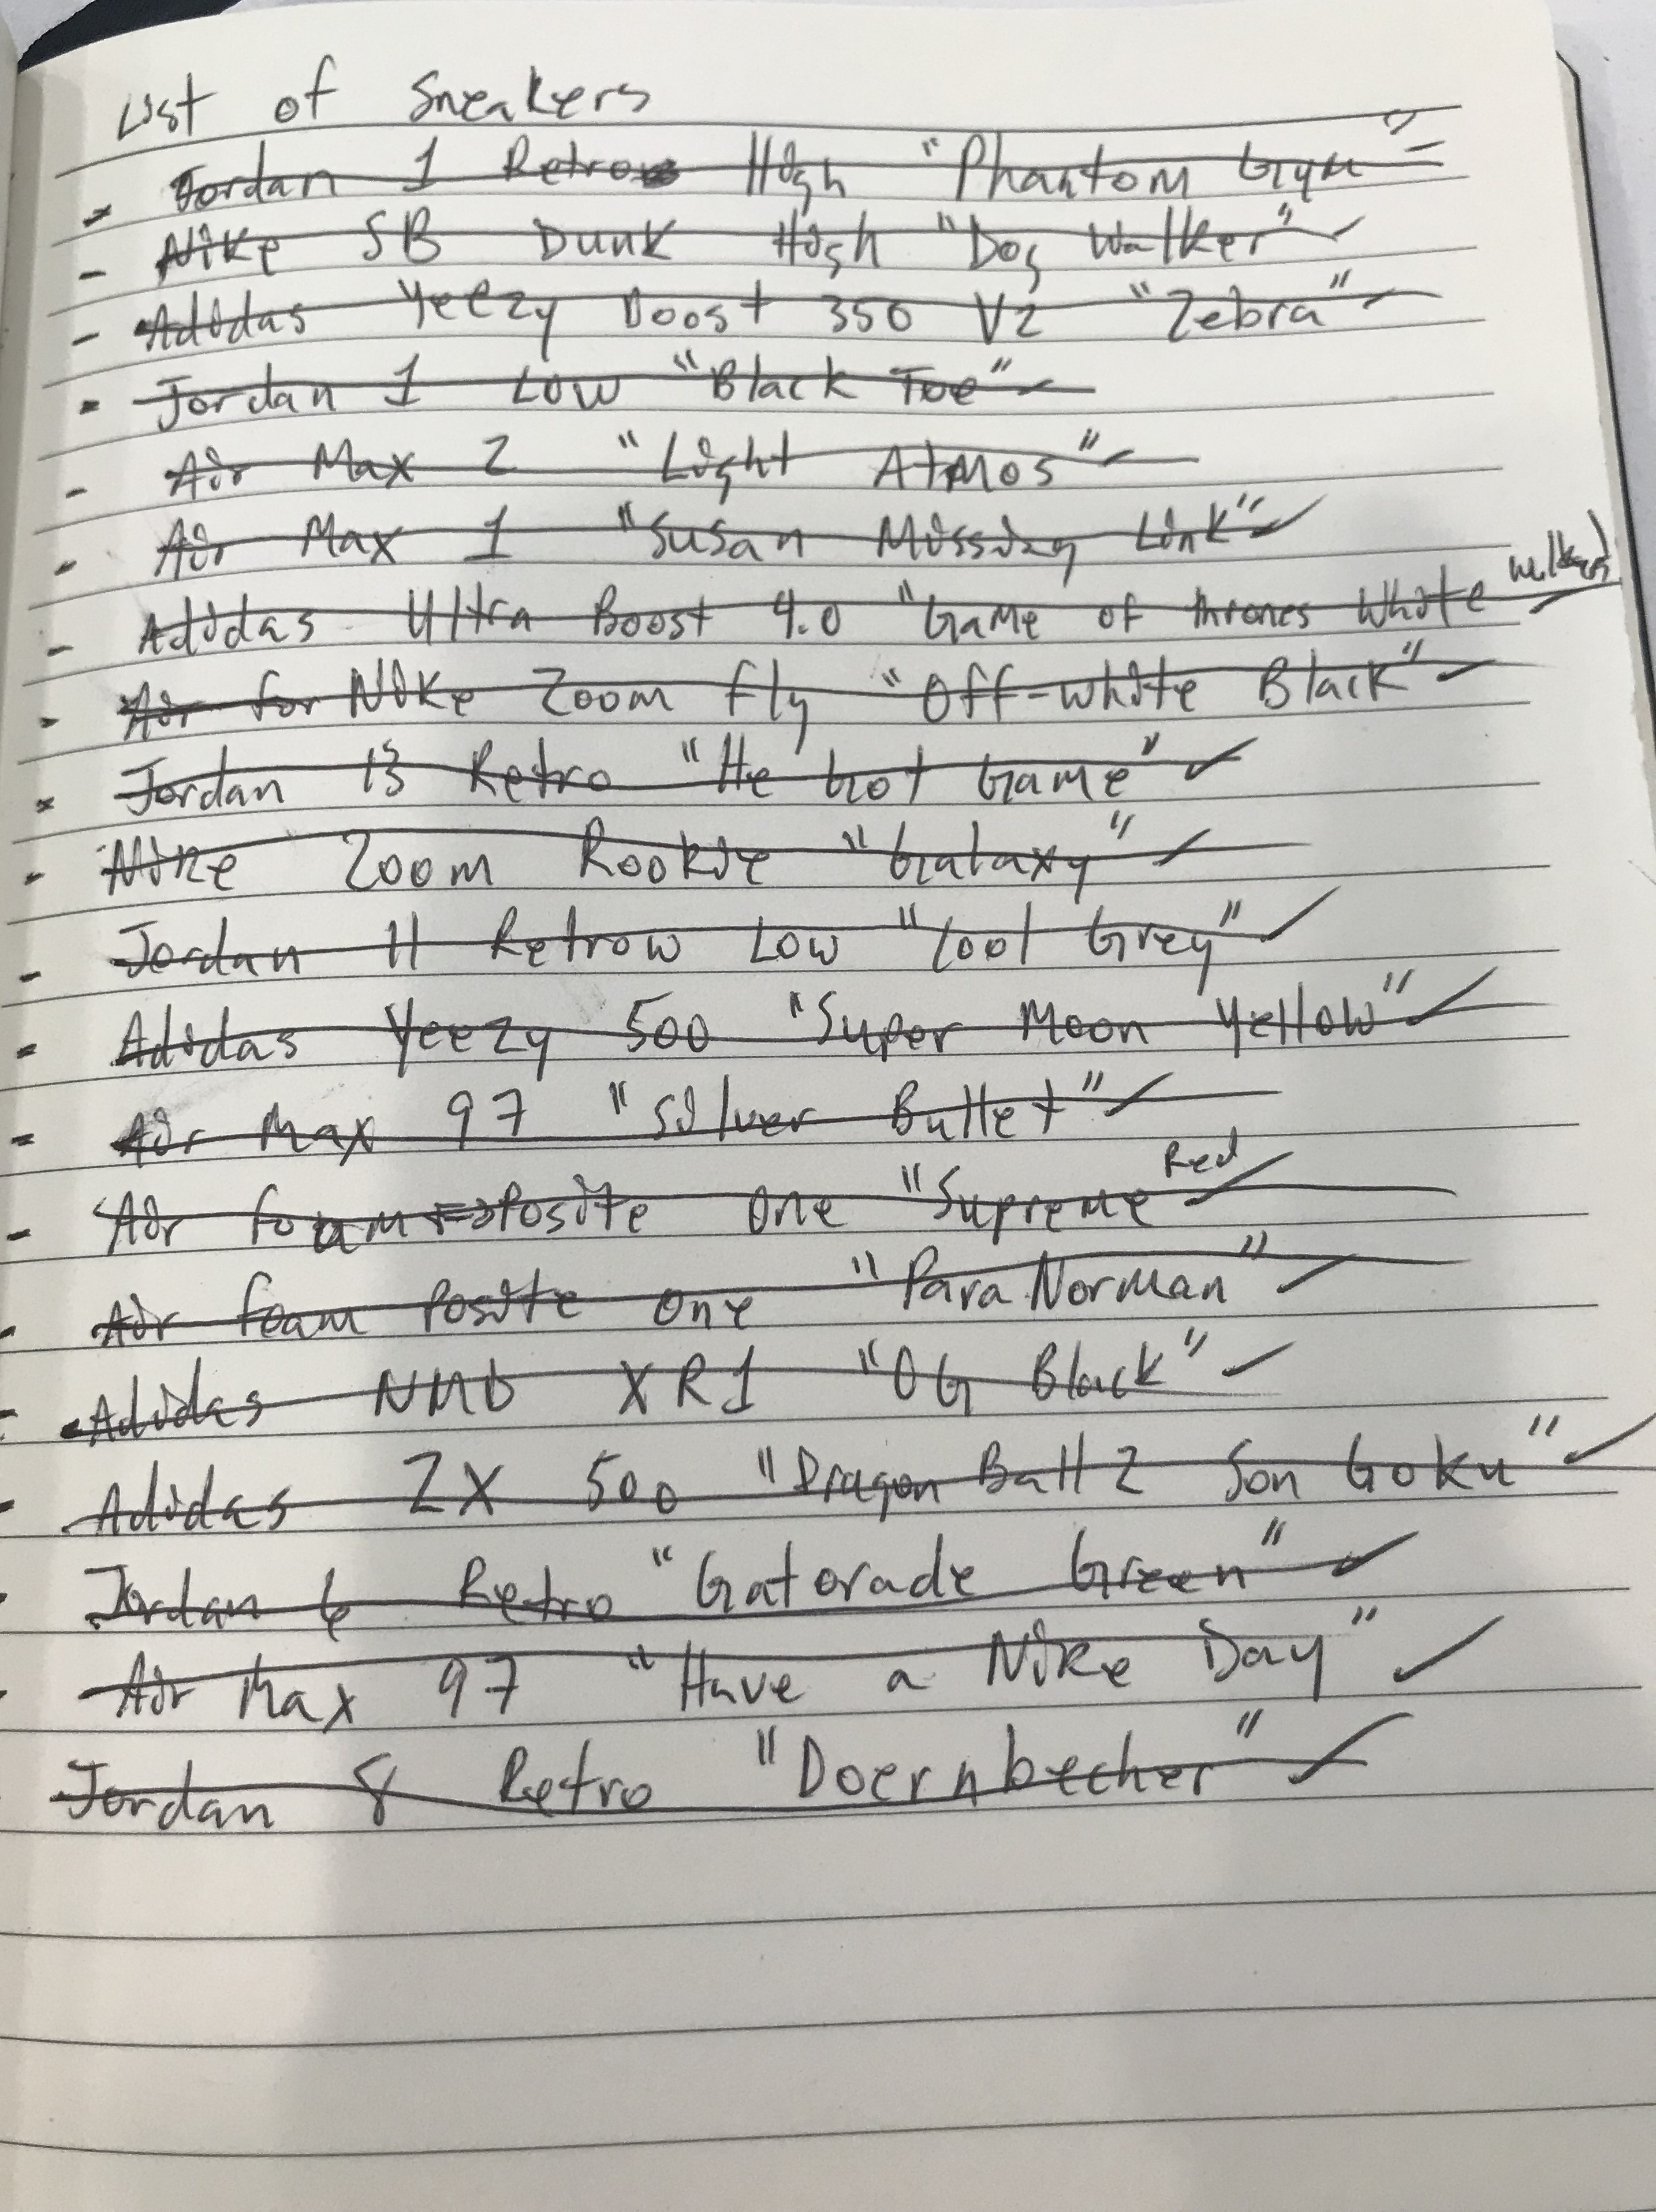 List of Sneakers
- Jordan 1 Retro High "Phantom Gym"
- Nike SB Dunk High "Dog Walker"
- Adidas Yeezy Boost 350 V2 "Zebra"
- Jordan 1 Low "Black Toe"
- Air Max 2 "Light Atmos"
- Air Max 1 "Susan Missing Link"
- Adidas Ultra Boost 4.0 "Game of thrones White walkers"
- Air for Nike Zoom Fly "Off-white Black"
- Jordan 13 Retro "He Got Game"
- Nike Zoom Rookie "Galaxy"
- Jordan 11 Retrow Low "Cool Grey"
- Adidas Yeezy 500 "Super Moon Yellow"
- Air Max 97 "Silver Bullet"
- Air foam Posite One "Supreme Red
- Air foam Posite One "ParaNorman"
- Adidas NMD XR1 "OG Black"
- Adidas ZX 500 "Dragon Ball Z Son Goku"
- Jordan 6 Retro "Gatorade Green"
- Air Max 97 "Have a Nike Day"
- Jordan 8 Retro "Doernbecher"